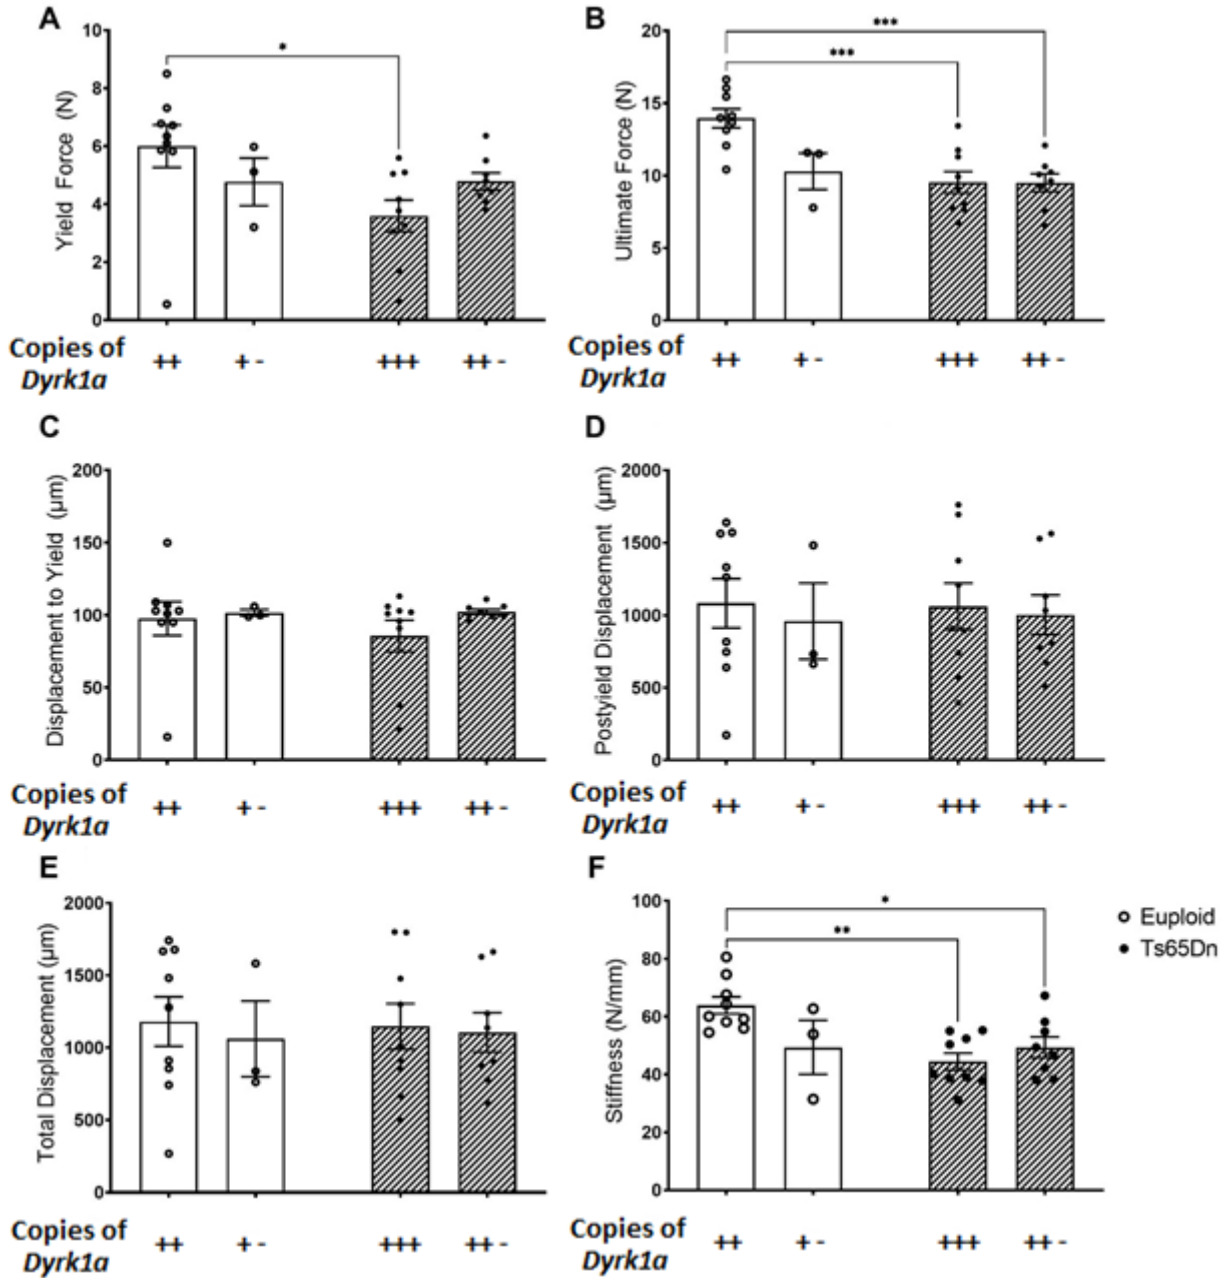 A
Yield Force (N)
10
8
6
4
2
0
*
Copies of
Dyrk1a
++
+ -
+++
++ -
B
Ultimate Force (N)
20
15
10
5
0
***
***
Copies of
Dyrk1a
++
+ -
+++
++ -
C
Displacement to Yield (µm)
200
150
100
50
0
Copies of
Dyrk1a
++
+ -
+++
++ -
D
Postyield Displacement (µm)
2000
1500
1000
500
0
Copies of
Dyrk1a
++
+ -
+++
++ -
E
Total Displacement (µm)
2000
1500
1000
500
0
Copies of
Dyrk1a
++
+ -
+++
++ -
F
Stiffness (N/mm)
100
80
60
40
20
0
*
**
Copies of
Dyrk1a
++
+ -
+++
++ -
Euploid
Ts65Dn